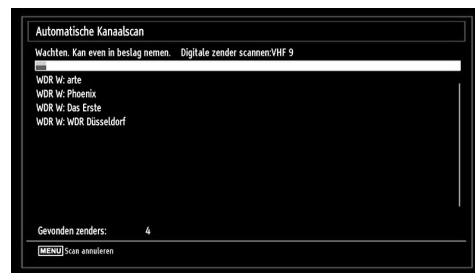 Automatische Kanaalscan
Wachten. Kan even in beslag nemen. Digitale zender scannen:VHF 9
WDR W: arte
WDR W: Phoenix
WDR W: Das Erste
WDR W: WDR Düsseldorf
Gevonden zenders: 4
MENU Scan annuleren